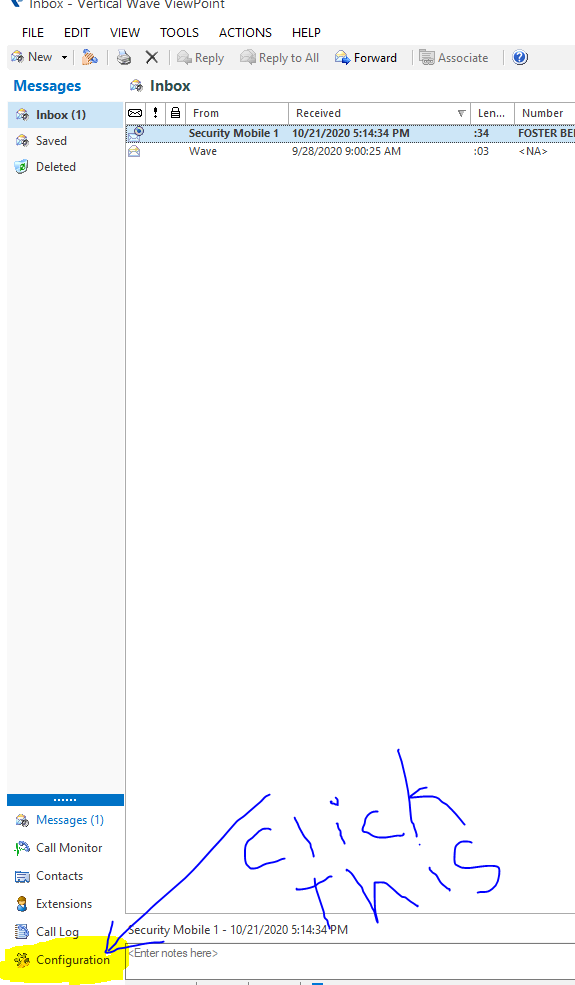 Inbox - Vertical Wave ViewPoint
FILE EDIT VIEW TOOLS ACTIONS HELP
New Reply Reply to All Forward Associate
Messages
Inbox (1)
Saved
Deleted
Inbox
! From Received Len... Number
Security Mobile 1 10/21/2020 5:14:34 PM :34 FOSTER BE
Wave 9/28/2020 9:00:25 AM :03 <NA>
click
this
Messages (1)
Call Monitor
Contacts
Extensions
Call Log
Configuration
Security Mobile 1 - 10/21/2020 5:14:34 PM
<Enter notes here>